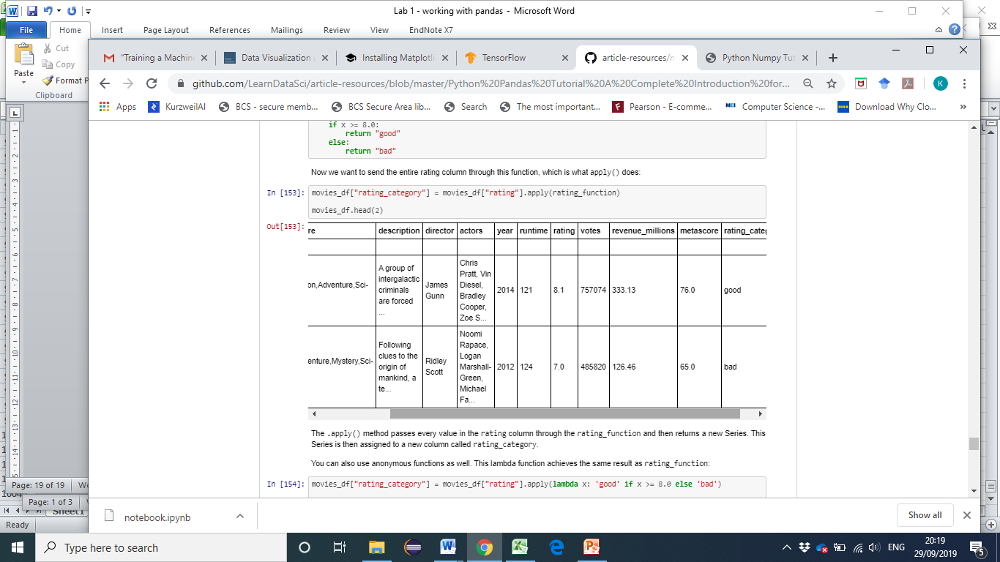 Lab 1 - working with pandas - Microsoft Word
File Home Insert Page Layout References Mailings Review View EndNote X7
Cut
Copy
Format P
Paste
Clipboard
"Training a Machin
Data Visualization
Installing Matplotli
TensorFlow
article-resources/n
Python Numpy Tut
github.com/LearnDataSci/article-resources/blob/master/Python%20Pandas%20Tutorial%20A%20Complete%20Introduction%20for...
Apps KurzweilAI BCS - secure memb... BCS Secure Area lib... Search The most important... Pearson - E-comme... Computer Science -... Download Why Clo... »
if x >= 8.0:
return "good"
else:
return "bad"
Now we want to send the entire rating column through this function, which is what apply() does:
In [153]: movies_df["rating_category"] = movies_df["rating"].apply(rating_function)
movies_df.head(2)
Out[153]:
re description director actors year runtime rating votes revenue_millions metascore rating_categ
on,Adventure,Sci- A group of intergalactic criminals are forced ... James Gunn Chris Pratt, Vin Diesel, Bradley Cooper, Zoe S... 2014 121 8.1 757074 333.13 76.0 good
enture,Mystery,Sci- Following clues to the origin of mankind, a te... Ridley Scott Noomi Rapace, Logan Marshall-Green, Michael Fa... 2012 124 7.0 485820 126.46 65.0 bad
The .apply() method passes every value in the rating column through the rating_function and then returns a new Series. This
Series is then assigned to a new column called rating_category.
You can also use anonymous functions as well. This lambda function achieves the same result as rating_function:
In [154]: movies_df["rating_category"] = movies_df["rating"].apply(lambda x: 'good' if x >= 8.0 else 'bad')
Page: 19 of 19
Page: 1 of 3
Sheet1
Ready
notebook.ipynb
Show all
Type here to search
ENG
20:19
29/09/2019
5